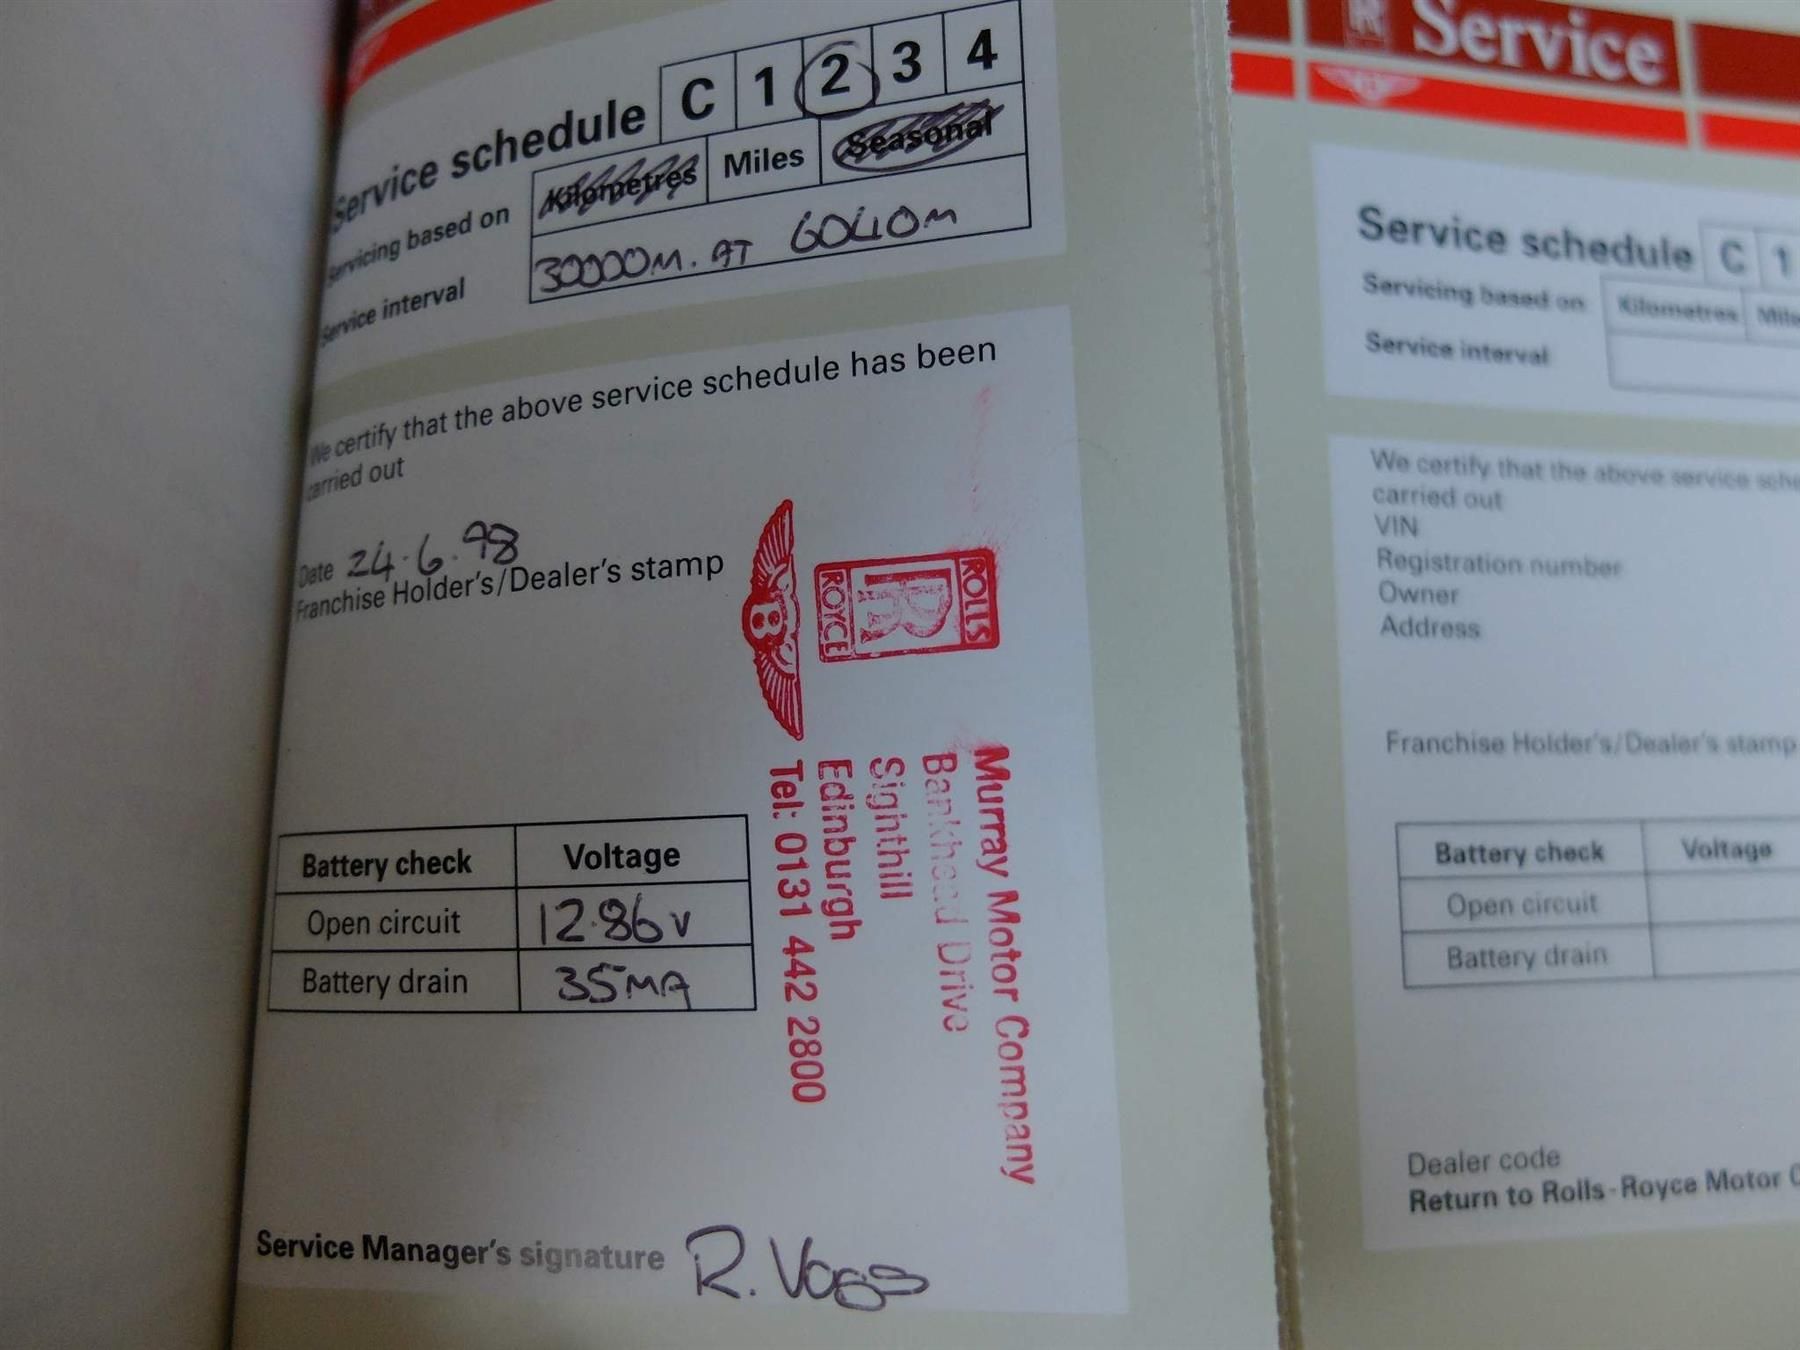 Service schedule C 1 2 3 4
Servicing based on Kilometres Miles Seasonal
Service interval 30000M. AT 6040M
We certify that the above service schedule has been
carried out
Date 24.6.98
Franchise Holder's/Dealer's stamp
ROLLS
RR
ROYCE
B
Murray Motor Company
Bankhead Drive
Sighthill
Edinburgh
Tel: 0131 442 2800
Battery check Voltage
Open circuit 12.86V
Battery drain 35MA
Service Manager's signature R. Voss
Service
Service schedule C 1
Servicing based on Kilometres
Service interval
We certify that the above service
carried out
VIN
Registration number
Owner
Address
Franchise Holder's/Dealer's stamp
Battery check Voltage
Open circuit
Battery drain
Dealer code
Return to Rolls-Royce Motor